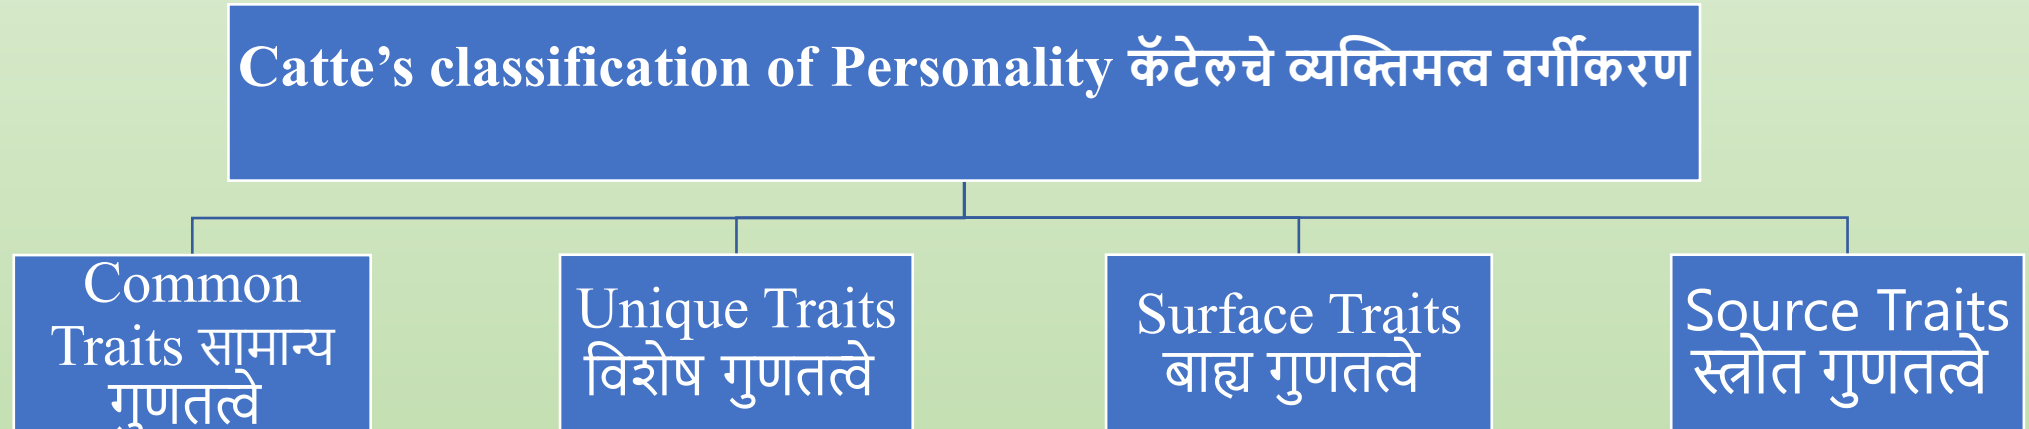 Catte’s classification of Personality कॅटेलचे व्यक्तिमत्व वर्गीकरण
Common
Traits सामान्य
गुणतत्वे
Unique Traits
विशेष गुणतत्वे
Surface Traits
बाह्य गुणतत्वे
Source Traits
स्त्रोत गुणतत्वे